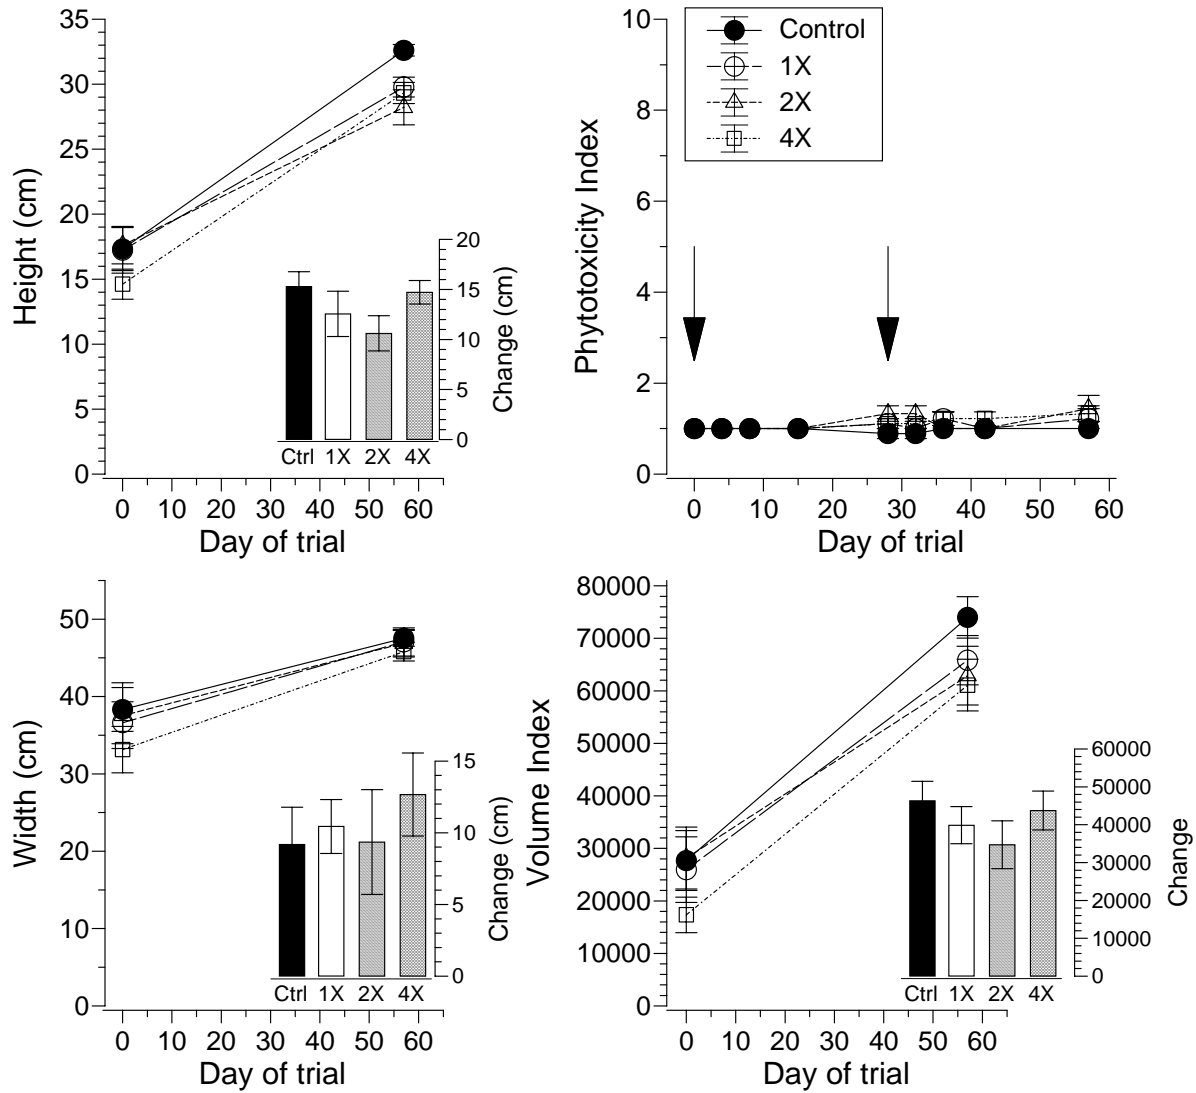 35
30
25
20
15
10
5
0
Height (cm)
20
15
10
5
0
Change (cm)
Ctrl 1X 2X 4X
0 10 20 30 40 50 60
Day of trial
10
8
6
4
2
0
Phytotoxicity Index
Control
1X
2X
4X
0 10 20 30 40 50 60
Day of trial
50
40
30
20
10
0
Width (cm)
15
10
5
0
Change (cm)
Ctrl 1X 2X 4X
0 10 20 30 40 50 60
Day of trial
80000
70000
60000
50000
40000
30000
20000
10000
0
Volume Index
60000
50000
40000
30000
20000
10000
0
Change
Ctrl 1X 2X 4X
0 10 20 30 40 50 60
Day of trial